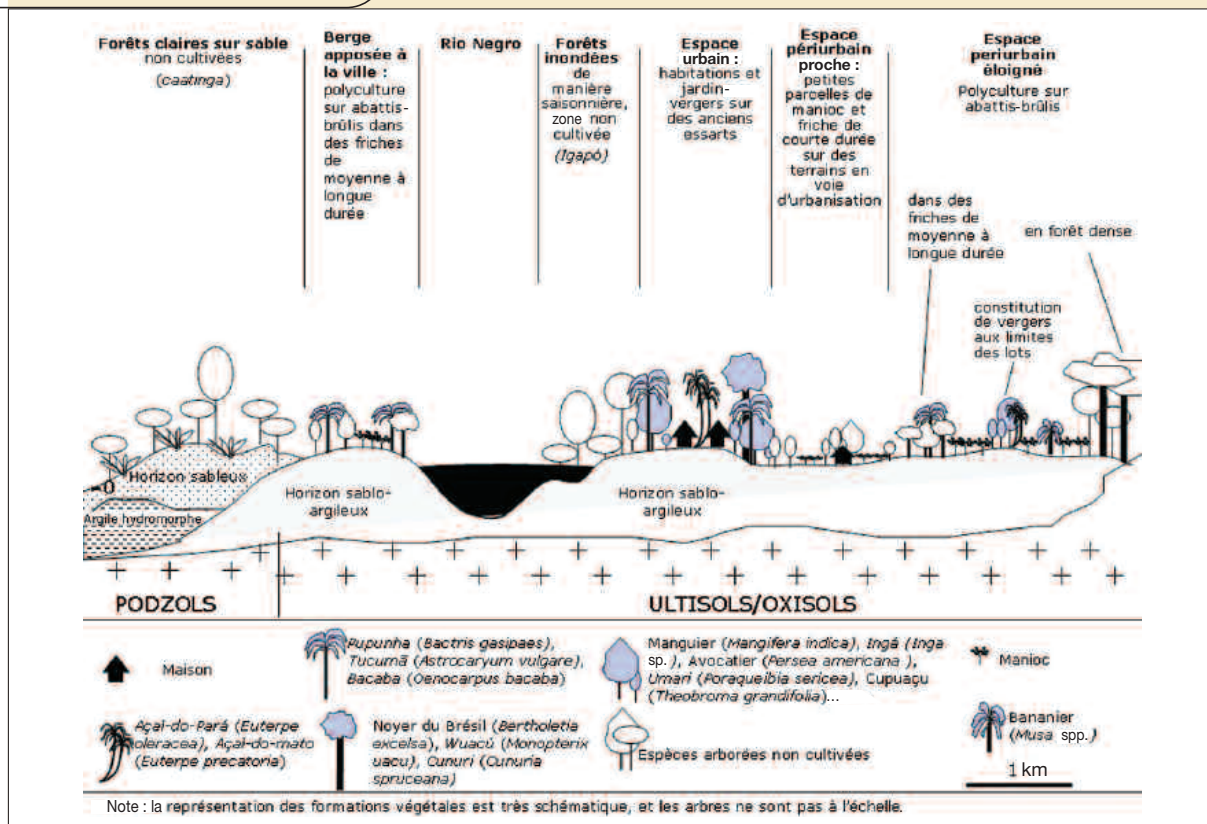 Forêts claires sur sable
non cultivées
(caatinga)
Berge
apposée à
la ville :
polyculture
sur abattis-
brûlis dans
des friches
de
moyenne à
longue
durée
Rio Negro
Forêts
inondées
de
manière
saisonnière,
zone non
cultivée
(Igapó)
Espace
urbain :
habitations et
jardin-
vergers sur
des anciens
essarts
Espace
périurbain
proche :
petites
parcelles de
manioc et
friche de
courte durée
sur des
terrains en
voie
d'urbanisation
Espace
periurbain
éloigné
Polyculture sur
abattis-brûlis
dans des
friches de
moyenne à
longue durée
en forêt dense
constitution
de vergers
aux limites
des lots
Horizon sableux
Argile hydromorphe
Horizon sablo-
argileux
Horizon sablo-
argileux
PODZOLS
ULTISOLS/OXISOLS
Maison
Pupunha (Bactris gasipaes),
Tucumã (Astrocaryum vulgare),
Bacaba (Oenocarpus bacaba)
Manguier (Mangifera indica), Ingá (Inga
sp.), Avocatier (Persea americana ),
Umari (Poraqueibia sericea), Cupuaçu
(Theobroma grandifolia)...
Manioc
Açaí-do-Pará (Euterpe
oleracea), Açaí-do-mato
(Euterpe precatoria)
Noyer du Brésil (Bertholetia
excelsa), Wuacú (Monopterix
uacu), Cunuri (Cunuria
spruceana)
Espèces arborées non cultivées
Bananier
(Musa spp.)
1 km
Note : la représentation des formations végétales est très schématique, et les arbres ne sont pas à l'échelle.